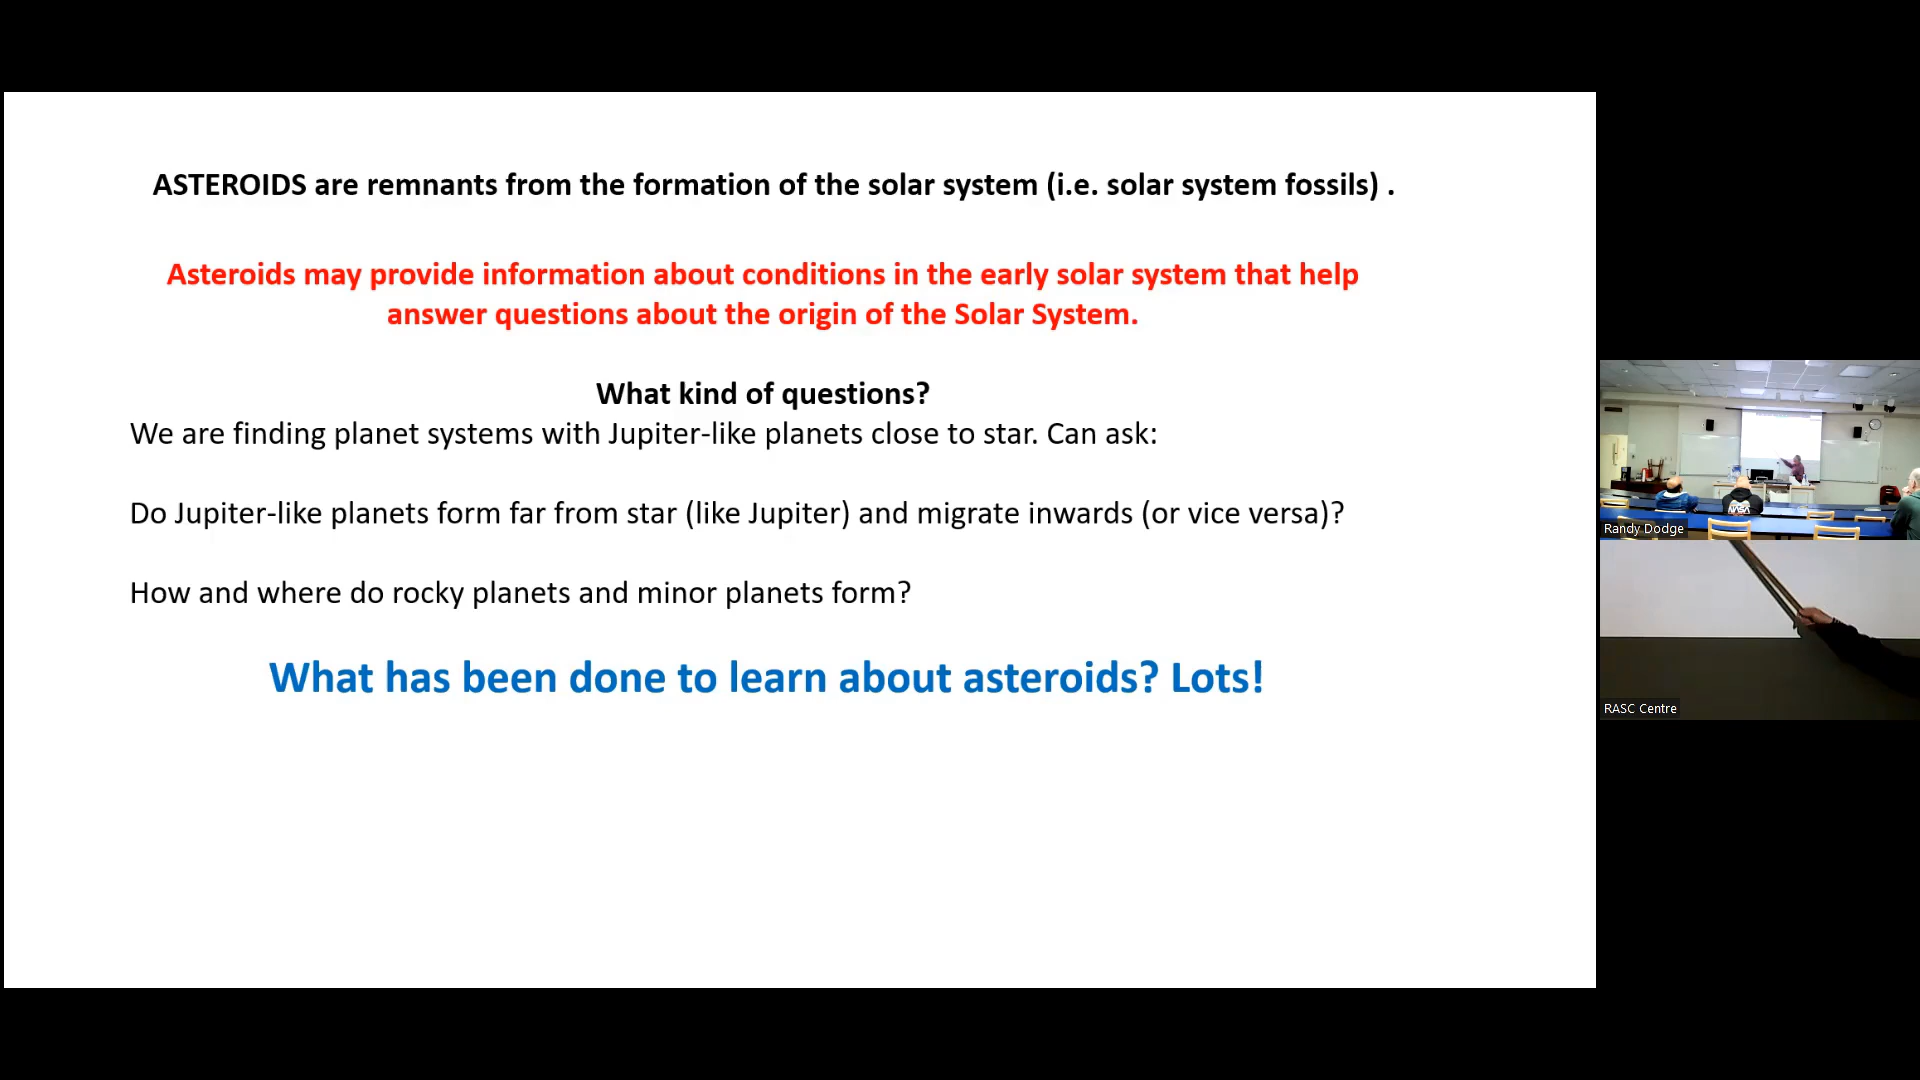 ASTEROIDS are remnants from the formation of the solar system (i.e. solar system fossils) .
Asteroids may provide information about conditions in the early solar system that help
answer questions about the origin of the Solar System.
What kind of questions?
We are finding planet systems with Jupiter-like planets close to star. Can ask:
Do Jupiter-like planets form far from star (like Jupiter) and migrate inwards (or vice versa)?
How and where do rocky planets and minor planets form?
What has been done to learn about asteroids? Lots!
NASA
Randy Dodge
RASC Centre